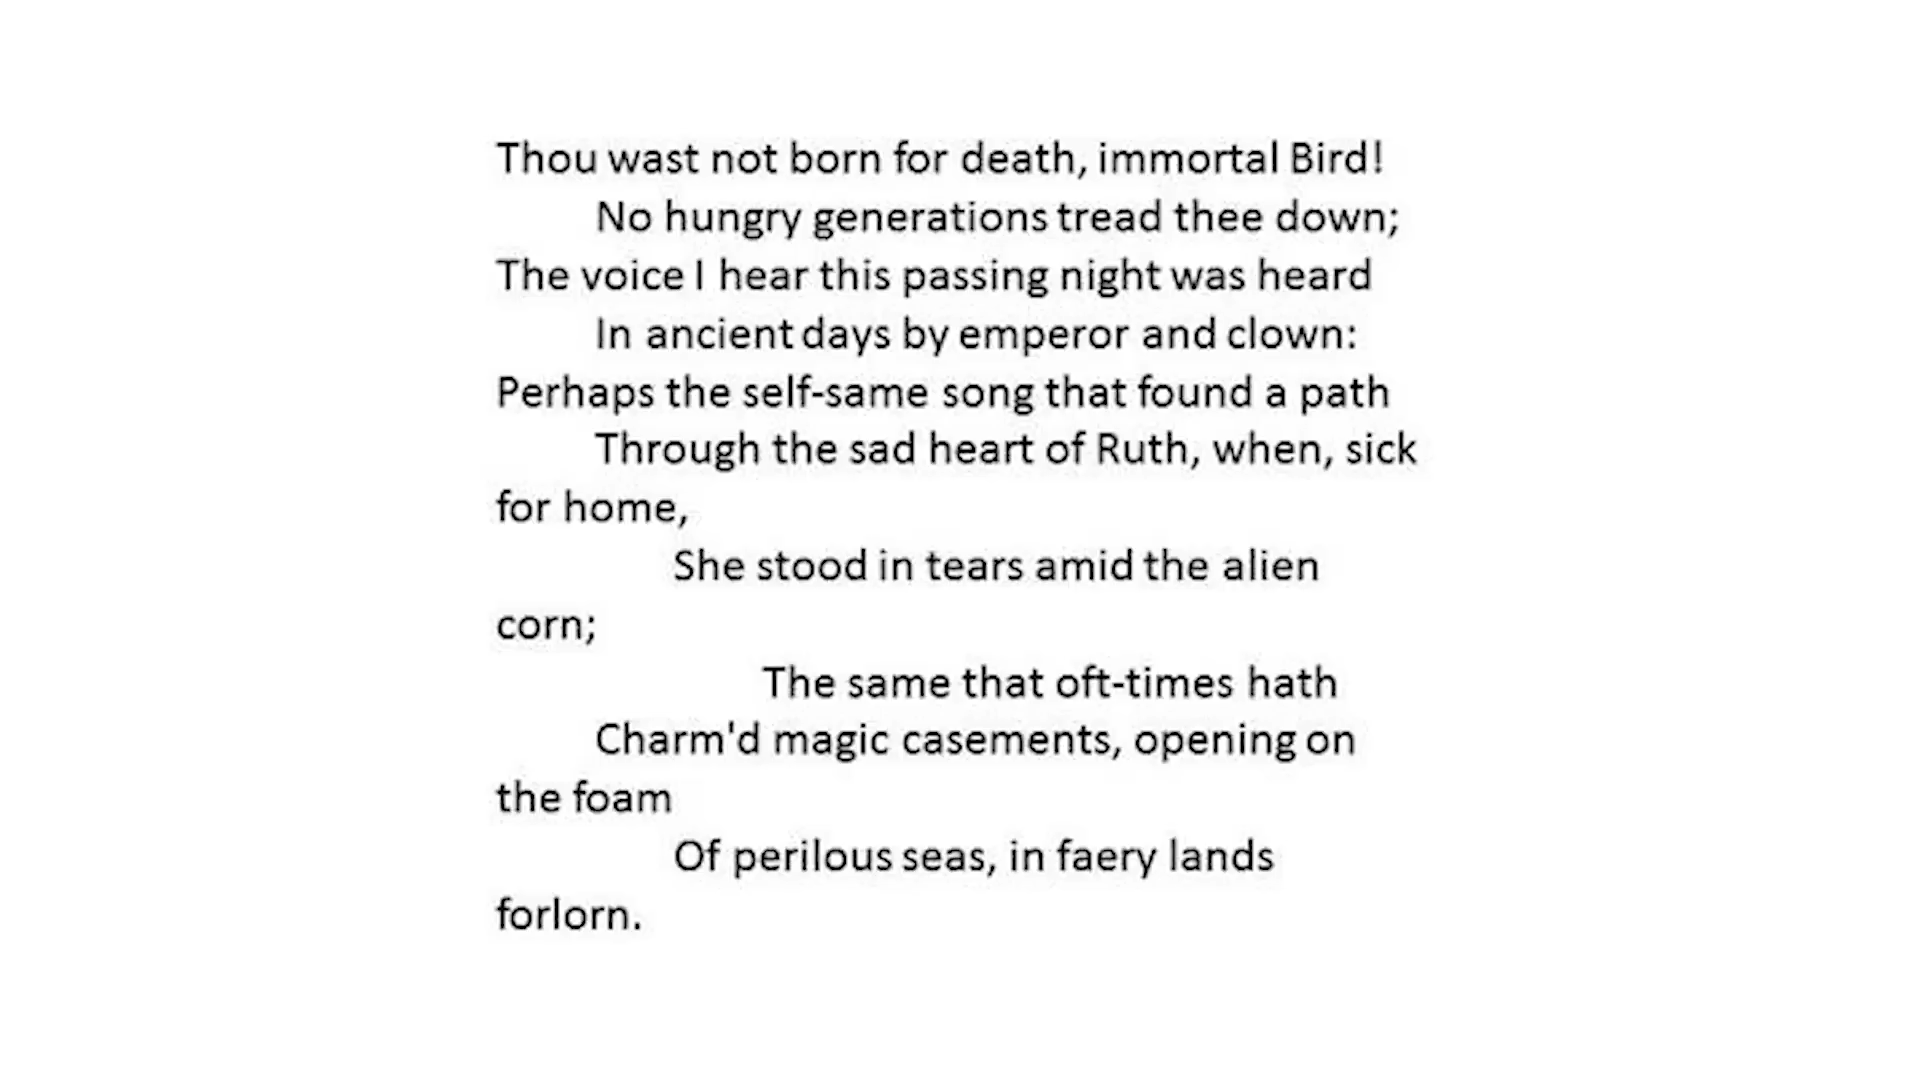 Thou wast not born for death, immortal Bird!
No hungry generations tread thee down;
The voice I hear this passing night was heard
In ancient days by emperor and clown:
Perhaps the self-same song that found a path
Through the sad heart of Ruth, when, sick
for home,
She stood in tears amid the alien
corn;
The same that oft-times hath
Charm'd magic casements, opening on
the foam
Of perilous seas, in faery lands
forlorn.